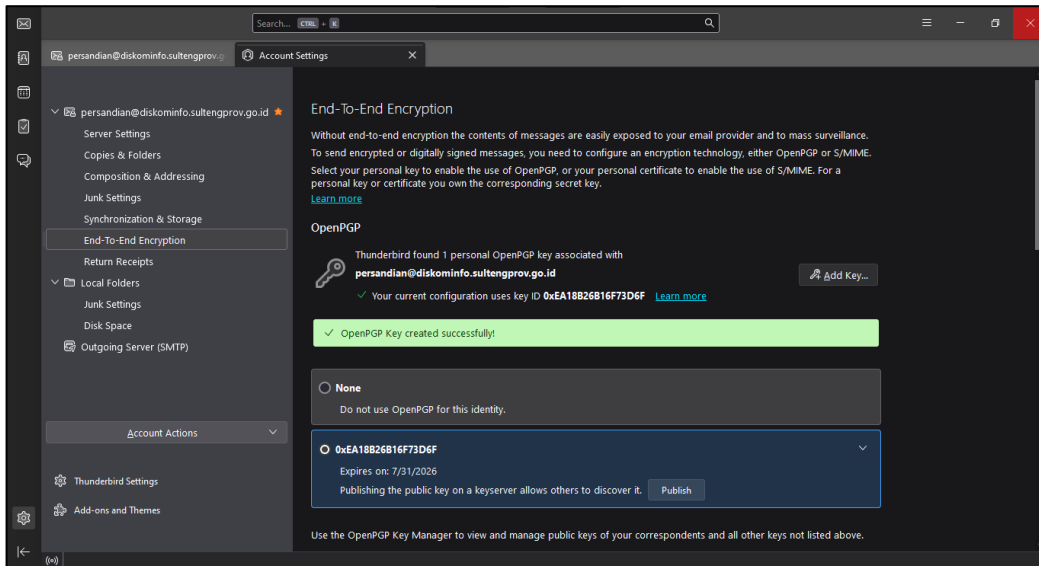 Search... CTRL + K
persandian@diskominfo.sultengprov.g
Account Settings
persandian@diskominfo.sultengprov.go.id
Server Settings
Copies & Folders
Composition & Addressing
Junk Settings
Synchronization & Storage
End-To-End Encryption
Return Receipts
Local Folders
Junk Settings
Disk Space
Outgoing Server (SMTP)
Account Actions
Thunderbird Settings
Add-ons and Themes
End-To-End Encryption
Without end-to-end encryption the contents of messages are easily exposed to your email provider and to mass surveillance.
To send encrypted or digitally signed messages, you need to configure an encryption technology, either OpenPGP or S/MIME.
Select your personal key to enable the use of OpenPGP, or your personal certificate to enable the use of S/MIME. For a
personal key or certificate you own the corresponding secret key.
Learn more
OpenPGP
Thunderbird found 1 personal OpenPGP key associated with
persandian@diskominfo.sultengprov.go.id
Add Key...
Your current configuration uses key ID 0xEA18B26B16F73D6F Learn more
OpenPGP Key created successfully!
None
Do not use OpenPGP for this identity.
0xEA18B26B16F73D6F
Expires on: 7/31/2026
Publishing the public key on a keyserver allows others to discover it. Publish
Use the OpenPGP Key Manager to view and manage public keys of your correspondents and all other keys not listed above.